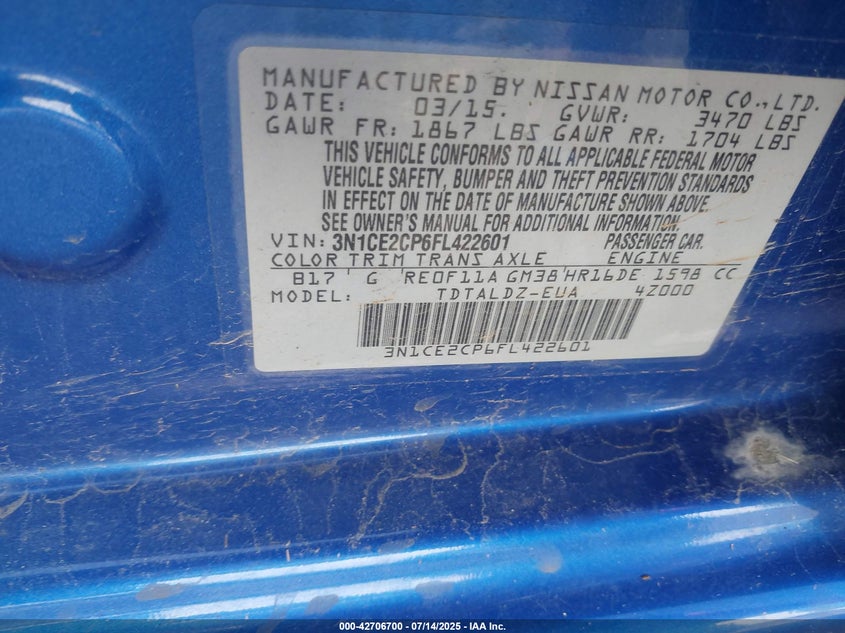 MANUFACTURED BY NISSAN MOTOR CO., LTD.
DATE: 03/15. GVWR: 3470 LBS
GAWR FR: 1867 LBS GAWR RR: 1704 LBS
THIS VEHICLE CONFORMS TO ALL APPLICABLE FEDERAL MOTOR
VEHICLE SAFETY, BUMPER AND THEFT PREVENTION STANDARDS
IN EFFECT ON THE DATE OF MANUFACTURE SHOWN ABOVE.
SEE OWNER'S MANUAL FOR ADDITIONAL INFORMATION.
VIN: 3N1CE2CP6FL422601 PASSENGER CAR.
COLOR TRIM TRANS AXLE ENGINE
B17 G RE0F11A GM38 HR16DE 1598 CC
MODEL: TDTALDZ-EUA 4Z000
3N1CE2CP6FL422601
000-42706700 - 07/14/2025 - IAA Inc.